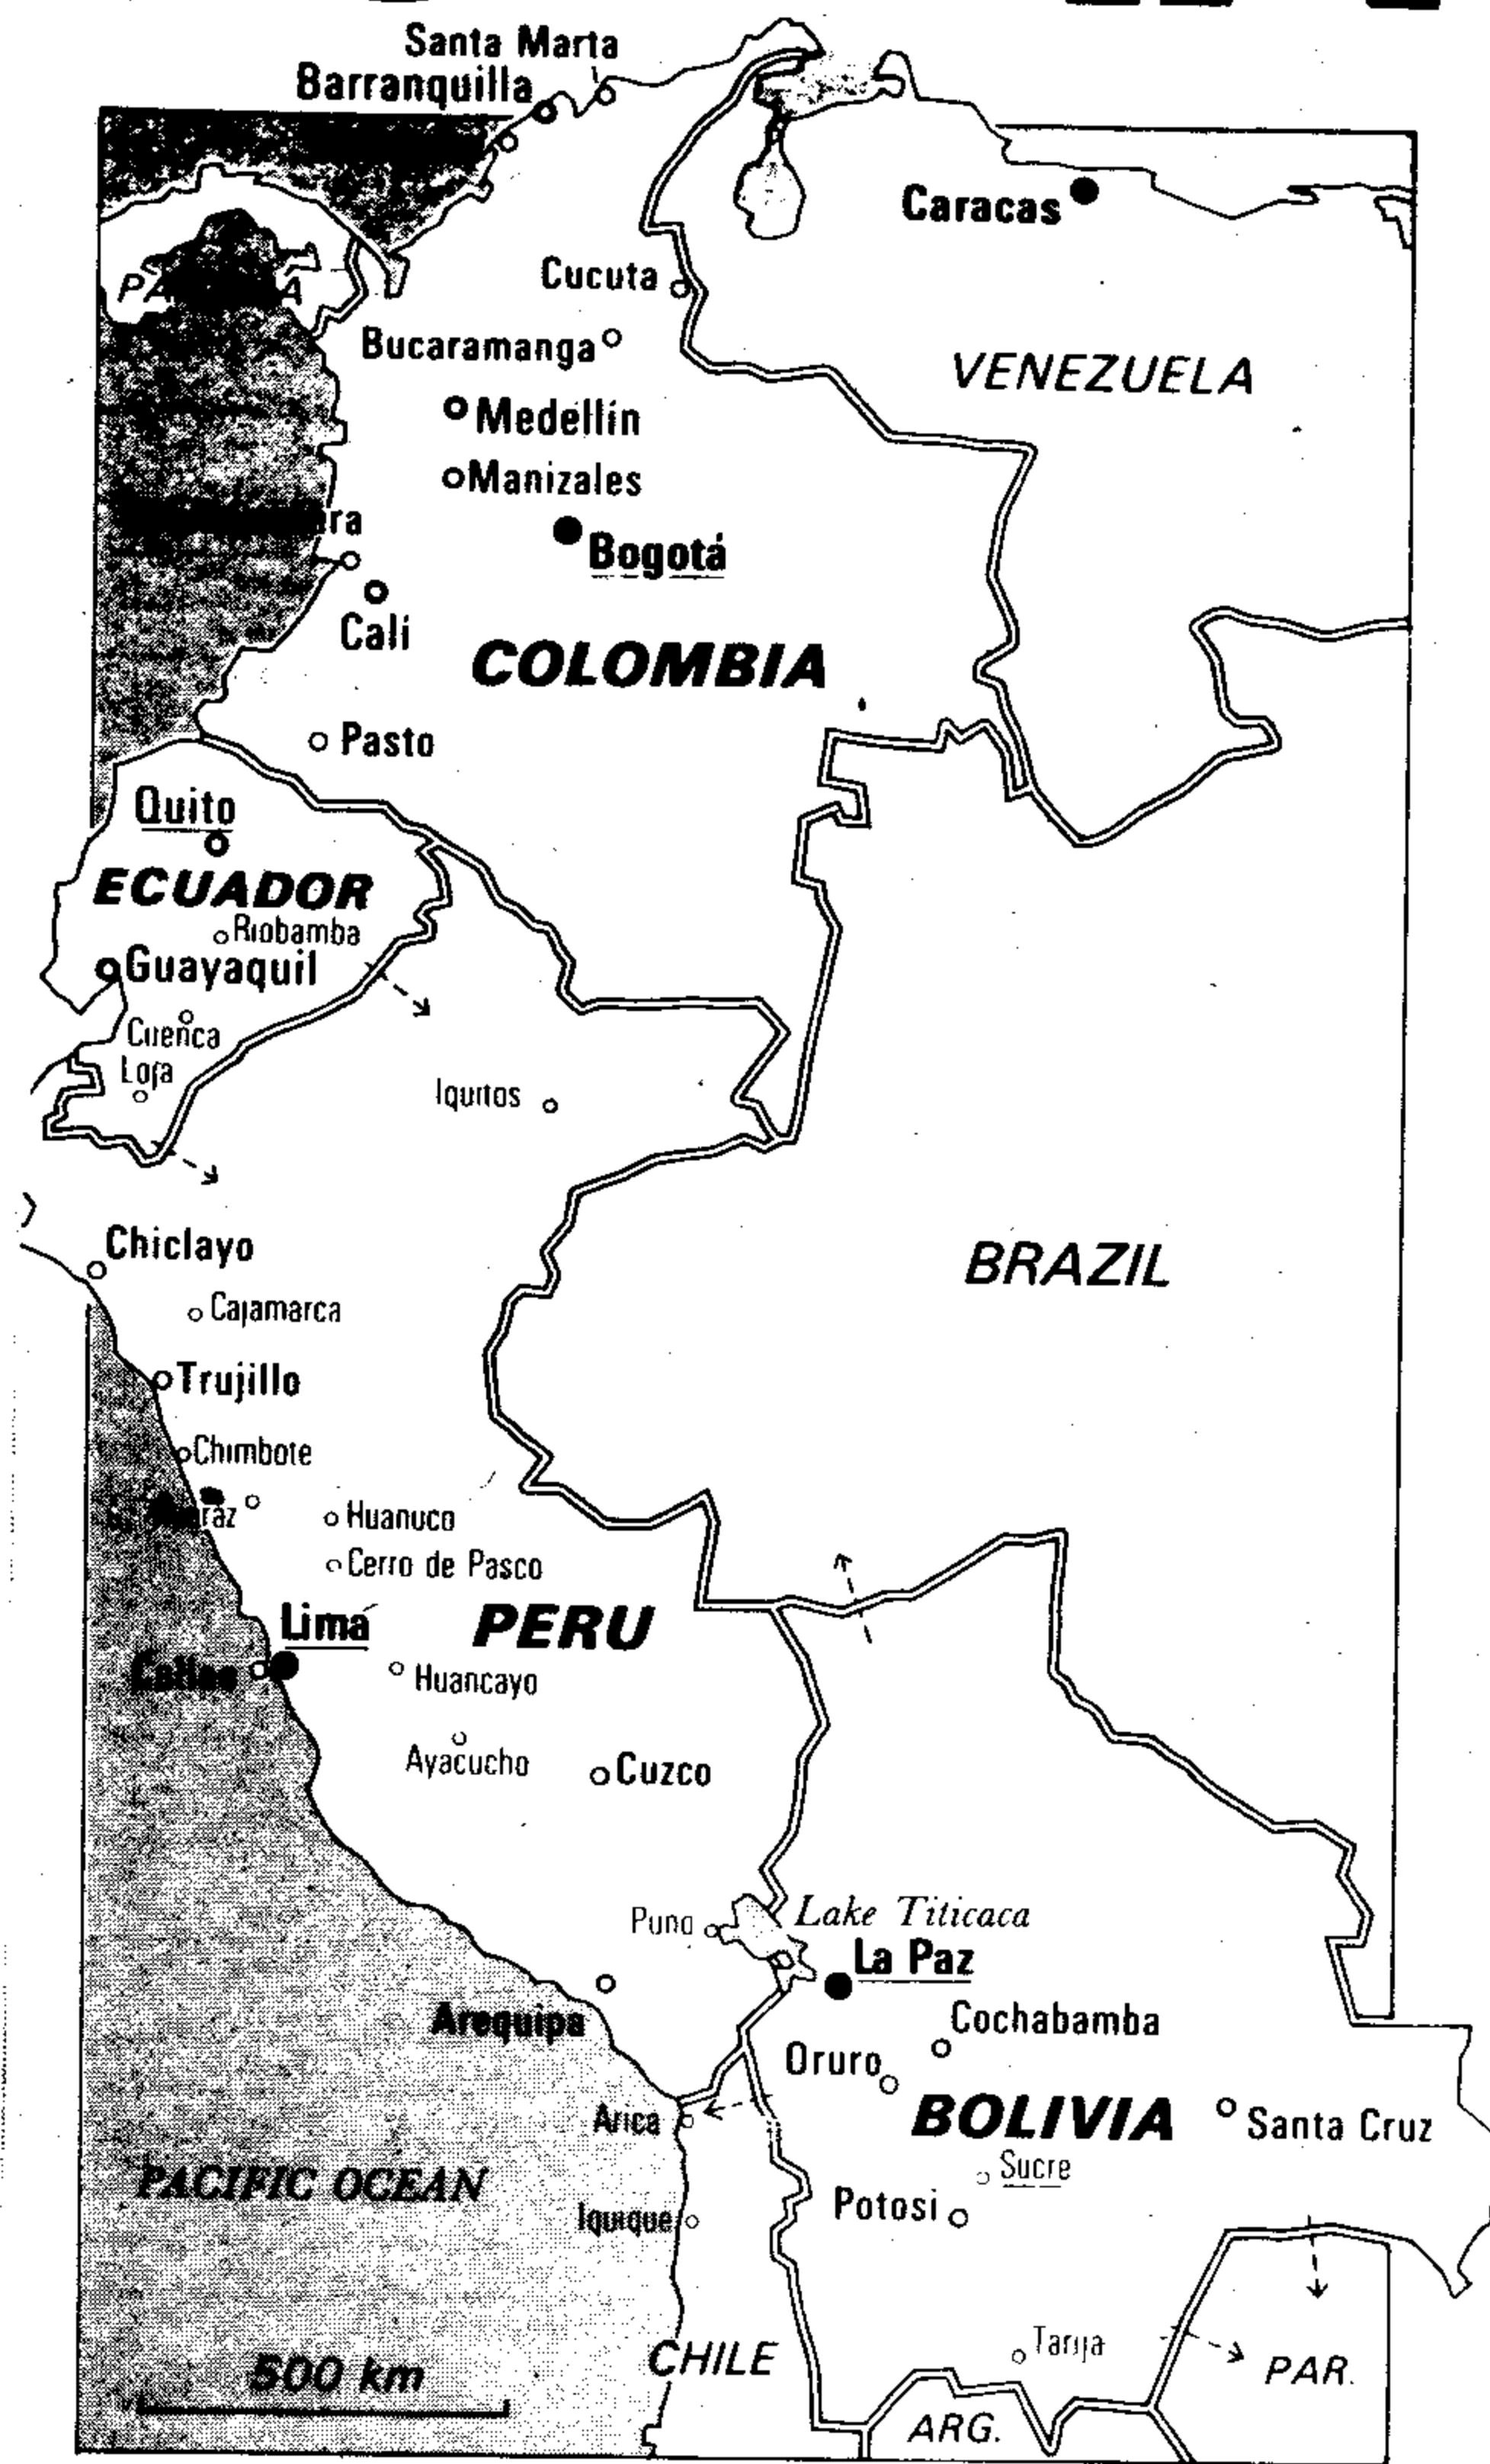 Santa Marta
Barranquilla
Caracas
Cucuta
Bucaramanga
VENEZUELA
Medellín
Manizales
Bogotá
Cali
COLOMBIA
Pasto
Quito
ECUADOR
Riobamba
Guayaquil
Cuenca
Loja
Iquitos
Chiclayo
BRAZIL
Cajamarca
Trujillo
Chimbote
Huanuco
Cerro de Pasco
Lima
PERU
Callao
Huancayo
Ayacucho
Cuzco
Puno
Lake Titicaca
La Paz
Arequipa
Cochabamba
Oruro
BOLIVIA
Santa Cruz
Arica
Sucre
PACIFIC OCEAN
Potosi
Iquique
Tarija
CHILE
PAR.
500 km
ARG.